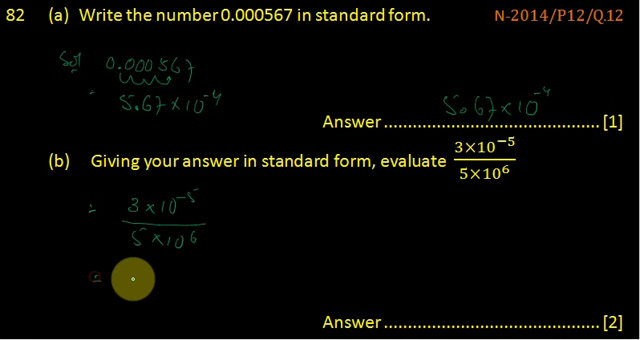 82 (a) Write the number 0.000567 in standard form. N-2014/P12/Q.12
Sol 0.000567
5.67×10⁻⁴
Answer ............................................. [1] 5.67×10⁻⁴
(b) Giving your answer in standard form, evaluate 3×10⁻⁵ / 5×10⁶
÷ 3×10⁻⁵ / 5×10⁶
=
Answer ............................................. [2]